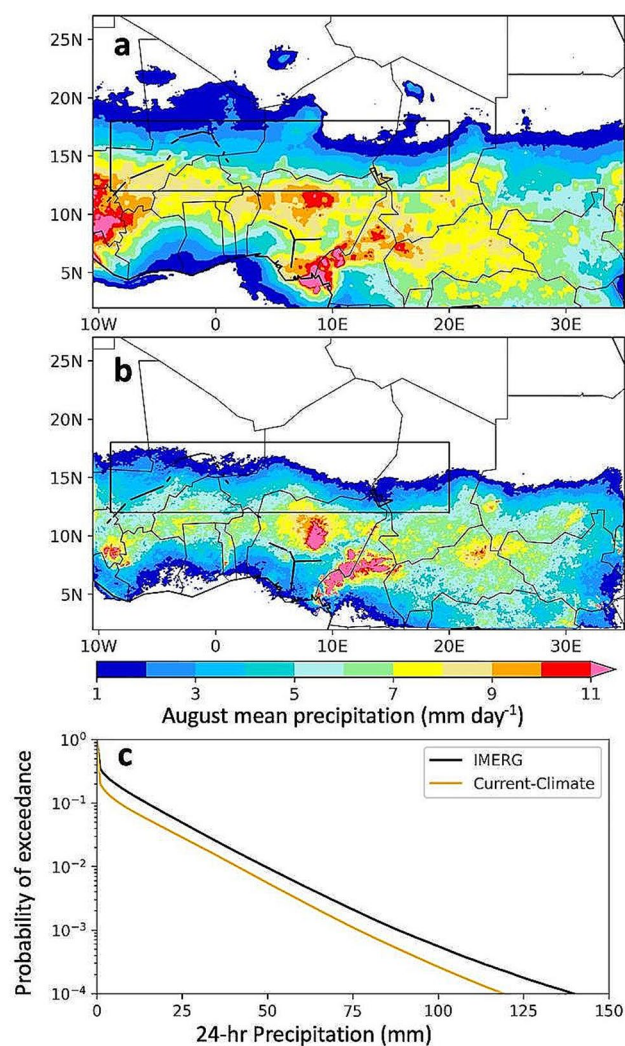 a
25N
20N
15N
10N
5N
10W 0 10E 20E 30E
b
25N
20N
15N
10N
5N
10W 0 10E 20E 30E
1 3 5 7 9 11
August mean precipitation (mm day⁻¹)
c
IMERG
Current-Climate
Probability of exceedance
10⁰
10⁻¹
10⁻²
10⁻³
10⁻⁴
0 25 50 75 100 125 150
24-hr Precipitation (mm)